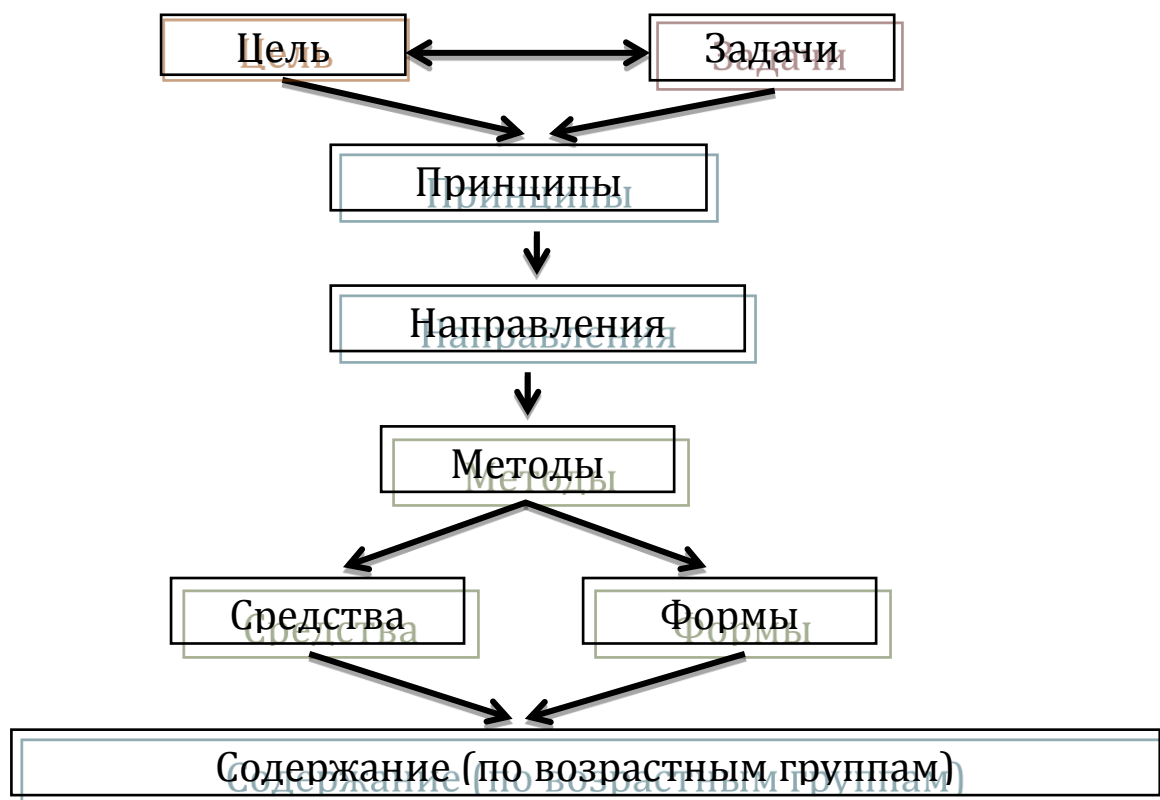 Цель
Задачи
Принципы
Направления
Методы
Средства
Формы
Содержание (по возрастным группам)